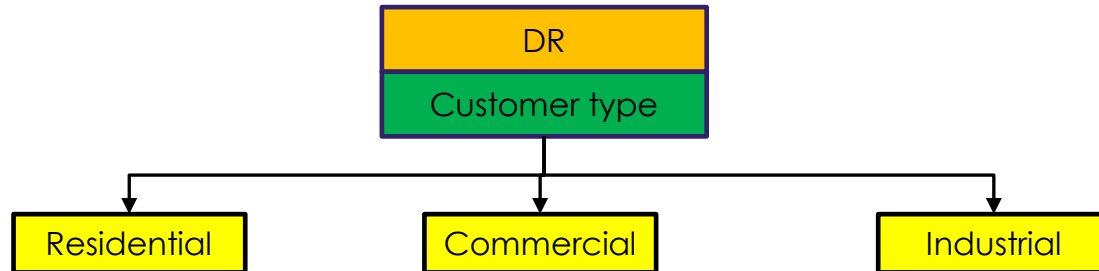 DR
Customer type
Residential
Commercial
Industrial